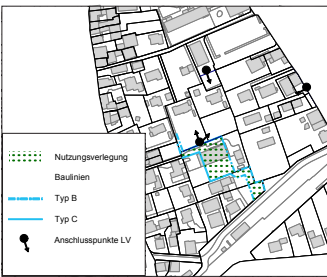 Nutzungsverlegung
Baulinien
Typ B
Typ C
Anschlusspunkte LV